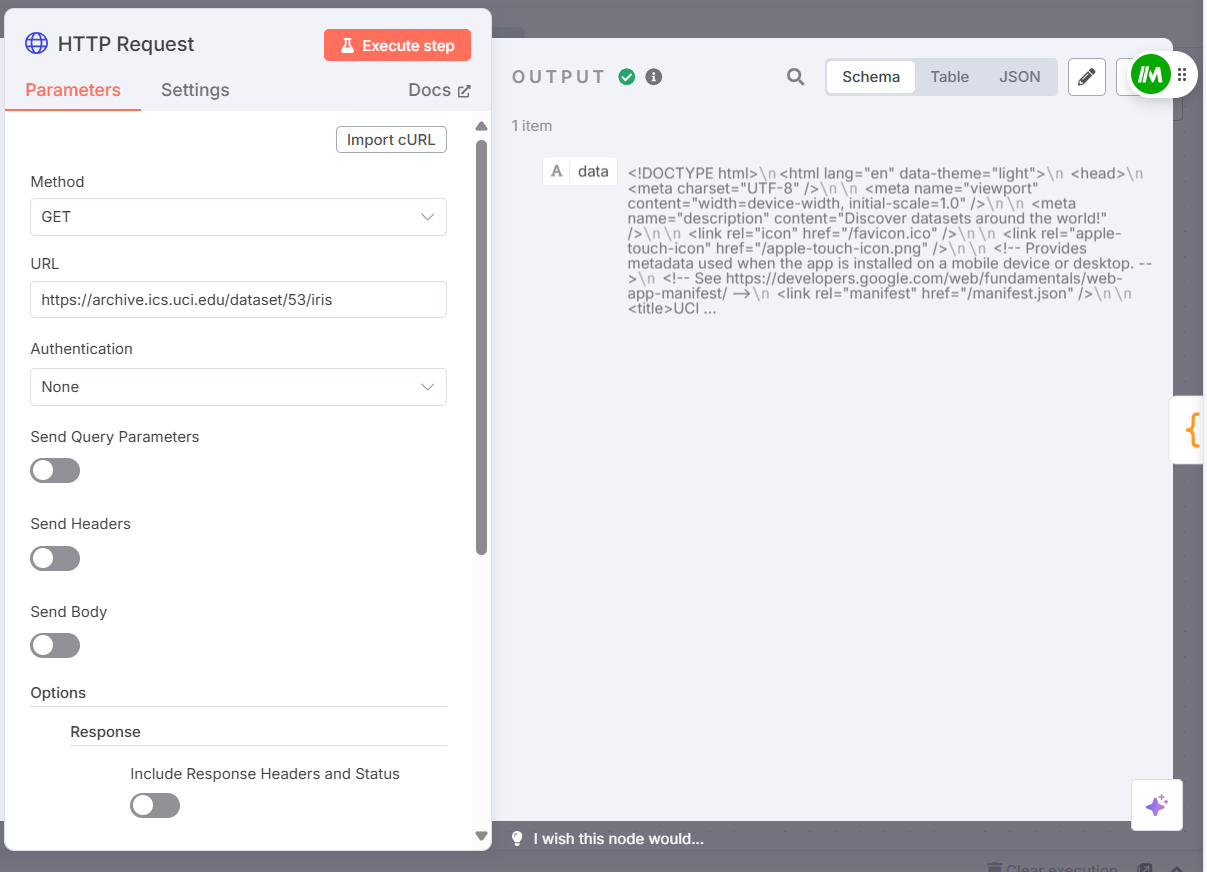 HTTP Request
Execute step
Parameters
Settings
Docs
Import cURL
Method
GET
URL
https://archive.ics.uci.edu/dataset/53/iris
Authentication
None
Send Query Parameters
Send Headers
Send Body
Options
Response
Include Response Headers and Status
OUTPUT
Schema
Table
JSON
1 item
A data
<!DOCTYPE html>\n <html lang="en" data-theme="light">\n <head>\n
<meta charset="UTF-8" />\n \n <meta name="viewport"
content="width=device-width, initial-scale=1.0" />\n \n <meta
name="description" content="Discover datasets around the world!"
/>\n \n <link rel="icon" href="/favicon.ico" />\n \n <link rel="apple-
touch-icon" href="/apple-touch-icon.png" />\n \n <!-- Provides
metadata used when the app is installed on a mobile device or desktop. --
>\n <!-- See https://developers.google.com/web/fundamentals/web-
app-manifest/ -->\n <link rel="manifest" href="/manifest.json" />\n \n
<title>UCI ...
{
I wish this node would...
Clear execution